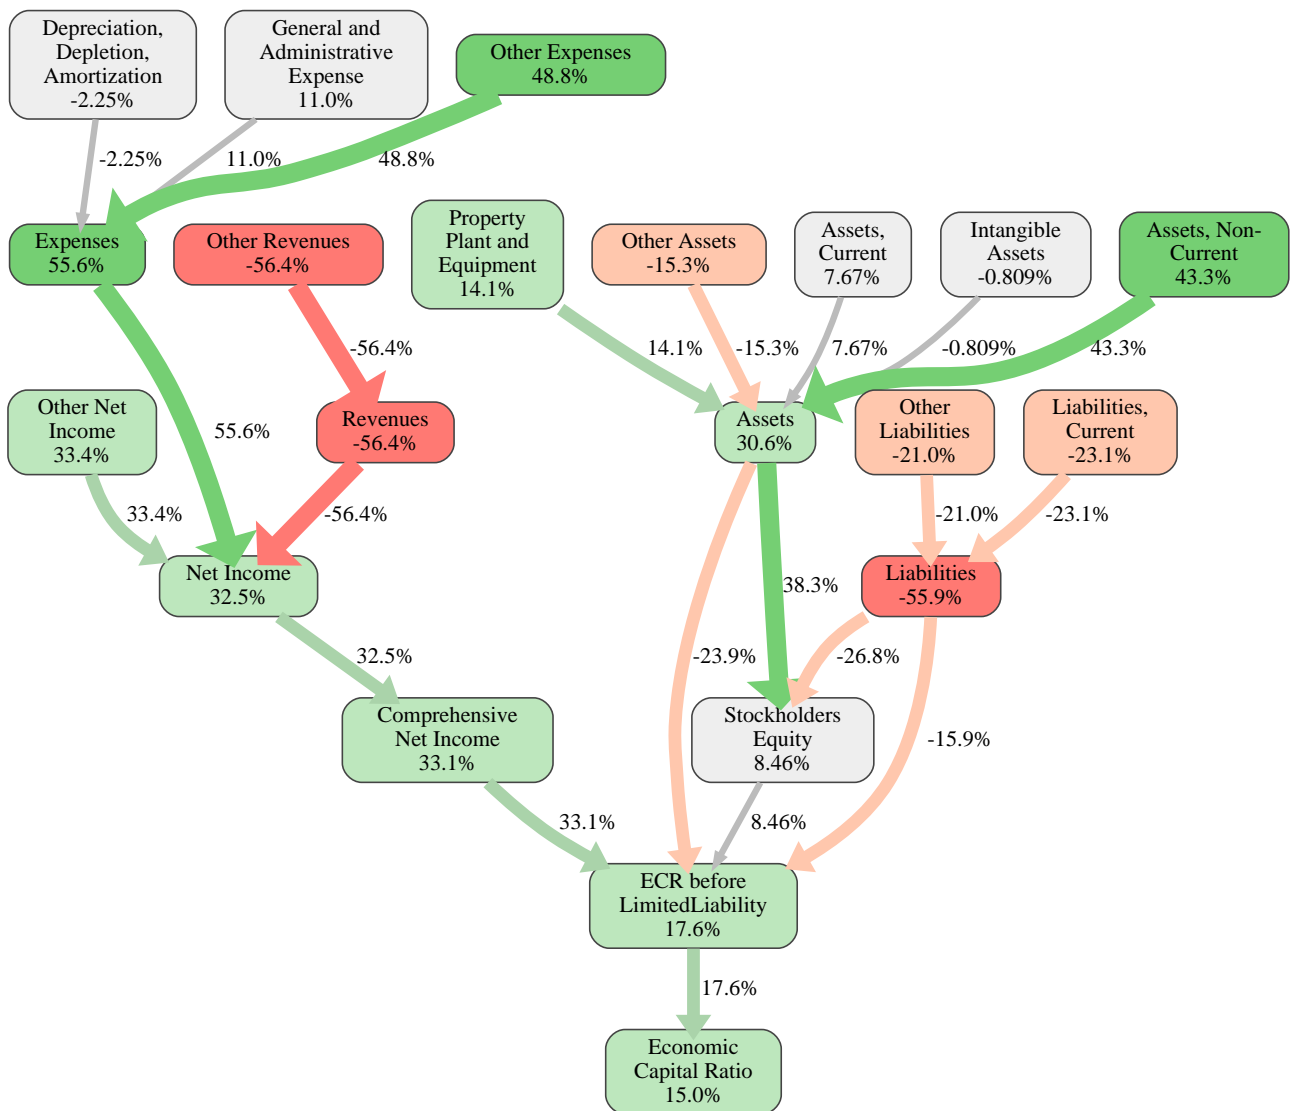 Depreciation,
Depletion,
Amortization
-2.25%
General and
Administrative
Expense
11.0%
Other Expenses
48.8%
-2.25%
11.0%
48.8%
Expenses
55.6%
Other Revenues
-56.4%
Property
Plant and
Equipment
14.1%
Other Assets
-15.3%
Assets,
Current
7.67%
Intangible
Assets
-0.809%
Assets, Non-
Current
43.3%
-56.4%
14.1%
-15.3%
7.67%
-0.809%
43.3%
Other Net
Income
33.4%
55.6%
Revenues
-56.4%
Assets
30.6%
Other
Liabilities
-21.0%
Liabilities,
Current
-23.1%
33.4%
-56.4%
-21.0%
-23.1%
Net Income
32.5%
38.3%
Liabilities
-55.9%
32.5%
-23.9%
-26.8%
Comprehensive
Net Income
33.1%
Stockholders
Equity
8.46%
-15.9%
33.1%
8.46%
ECR before
LimitedLiability
17.6%
17.6%
Economic
Capital Ratio
15.0%